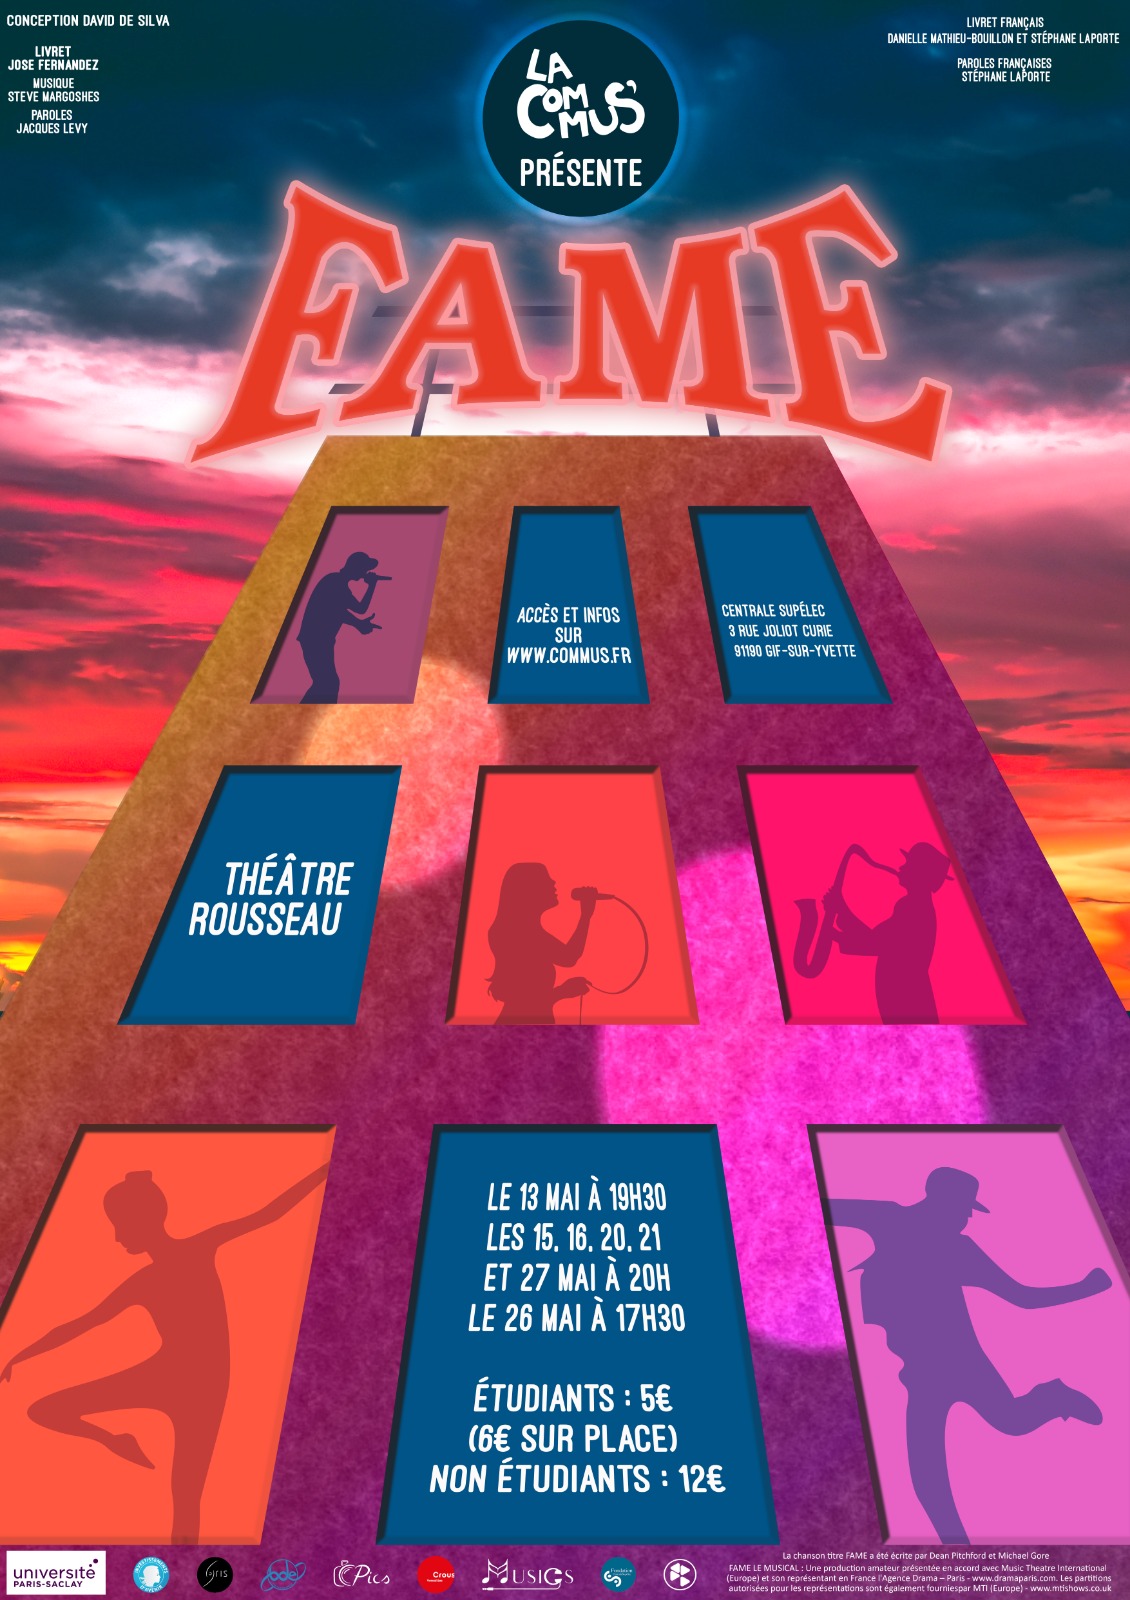 CONCEPTION DAVID DE SILVA
LIVRET
JOSE FERNANDEZ
MUSIQUE
STEVE MARGOSHES
PAROLES
JACQUES LEVY
LIVRET FRANÇAIS
DANIELLE MATHIEU-BOUILLON ET STÉPHANE LAPORTE
PAROLES FRANÇAISES
STÉPHANE LAPORTE
LA
COM
MUS'
PRÉSENTE
FAME
ACCÈS ET INFOS
SUR
WWW.COMMUS.FR
CENTRALE SUPÉLEC
3 RUE JOLIOT CURIE
91190 GIF-SUR-YVETTE
THÉÂTRE
ROUSSEAU
LE 13 MAI À 19H30
LES 15, 16, 20, 21
ET 27 MAI À 20H
LE 26 MAI À 17H30
ÉTUDIANTS : 5€
(6€ SUR PLACE)
NON ÉTUDIANTS : 12€
université
PARIS-SACLAY
Pics
Crous
MUSICS
Fondation
La chanson titre FAME a été écrite par Dean Pitchford et Michael Gore
FAME LE MUSICAL : Une production amateur présentée en accord avec Music Theatre International
(Europe) et son représentant en France l'Agence Drama – Paris - www.dramaparis.com. Les partitions
autorisées pour les représentations sont également fourniespar MTI (Europe) - www.mtishows.co.uk